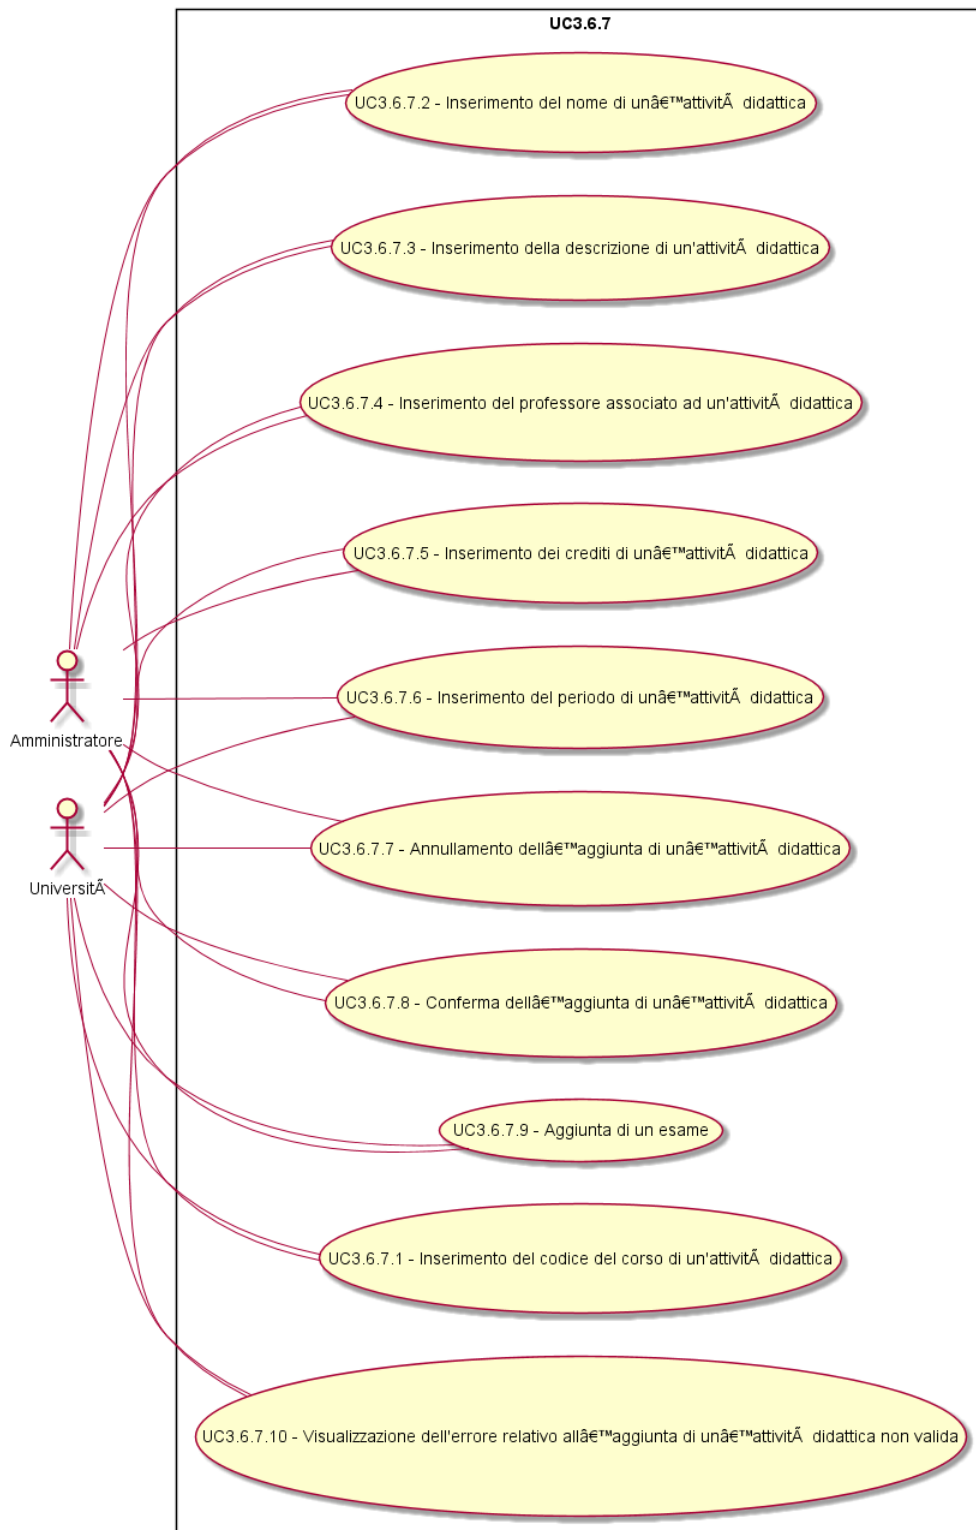 UC3.6.7
UC3.6.7.2 - Inserimento del nome di unâ€™attivitÃ  didattica
UC3.6.7.3 - Inserimento della descrizione di un'attivitÃ  didattica
UC3.6.7.4 - Inserimento del professore associato ad un'attivitÃ  didattica
UC3.6.7.5 - Inserimento dei crediti di unâ€™attivitÃ  didattica
UC3.6.7.6 - Inserimento del periodo di unâ€™attivitÃ  didattica
Amministratore
UC3.6.7.7 - Annullamento dellâ€™aggiunta di unâ€™attivitÃ  didattica
UniversitÃ
UC3.6.7.8 - Conferma dellâ€™aggiunta di unâ€™attivitÃ  didattica
UC3.6.7.9 - Aggiunta di un esame
UC3.6.7.1 - Inserimento del codice del corso di un'attivitÃ  didattica
UC3.6.7.10 - Visualizzazione dell'errore relativo allâ€™aggiunta di unâ€™attivitÃ  didattica non valida